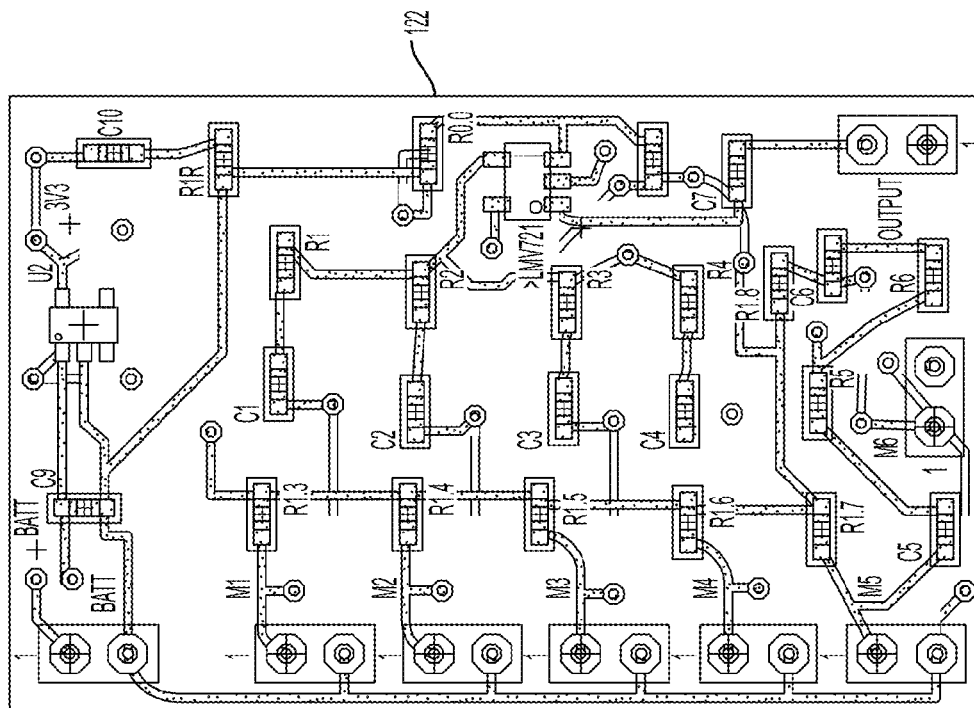 122
C10
R1R
R0.0
3V3
U2
C7
OUTPUT
1
R1
R2
>LMV721
R3
R4
R1.8
C6
R6
C1
C2
C3
C4
R5
M6
1
C9
R1.3
R1.4
R1.5
R1.6
R1.7
C5
+ BATT
BATT
M1
M2
M3
M4
M5